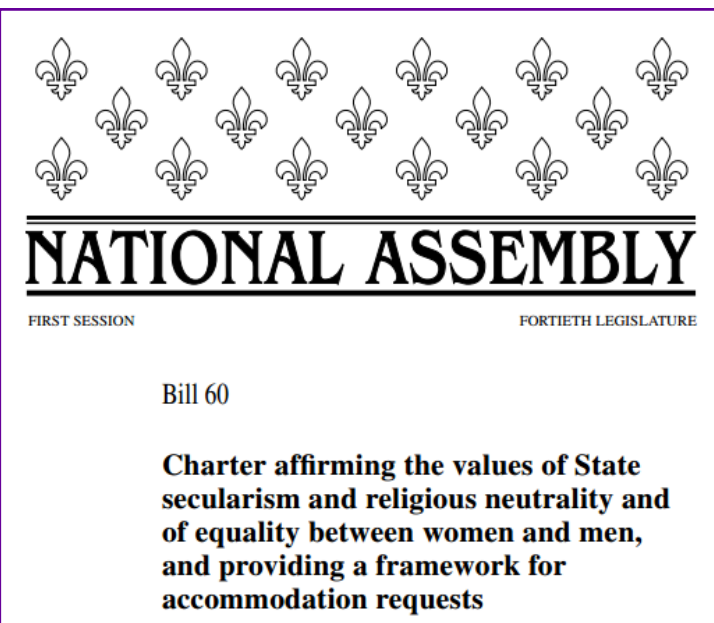 NATIONAL ASSEMBLY
FIRST SESSION FORTIETH LEGISLATURE
Bill 60
Charter affirming the values of State
secularism and religious neutrality and
of equality between women and men,
and providing a framework for
accommodation requests